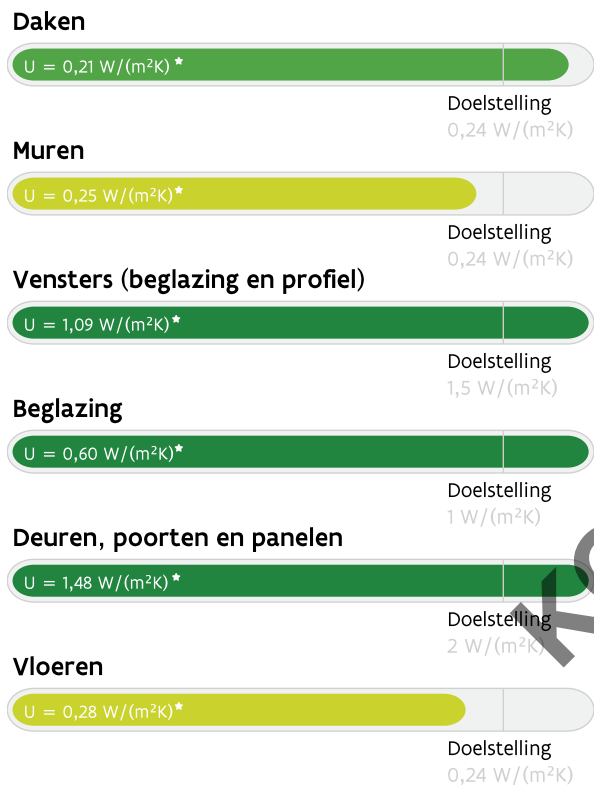 Daken
U = 0,21 W/(m²K)*
Doelstelling
0,24 W/(m²K)
Muren
U = 0,25 W/(m²K)*
Doelstelling
0,24 W/(m²K)
Vensters (beglazing en profiel)
U = 1,09 W/(m²K)*
Doelstelling
1,5 W/(m²K)
Beglazing
U = 0,60 W/(m²K)*
Doelstelling
1 W/(m²K)
Deuren, poorten en panelen
U = 1,48 W/(m²K)*
Doelstelling
2 W/(m²K)
Vloeren
U = 0,28 W/(m²K)*
Doelstelling
0,24 W/(m²K)